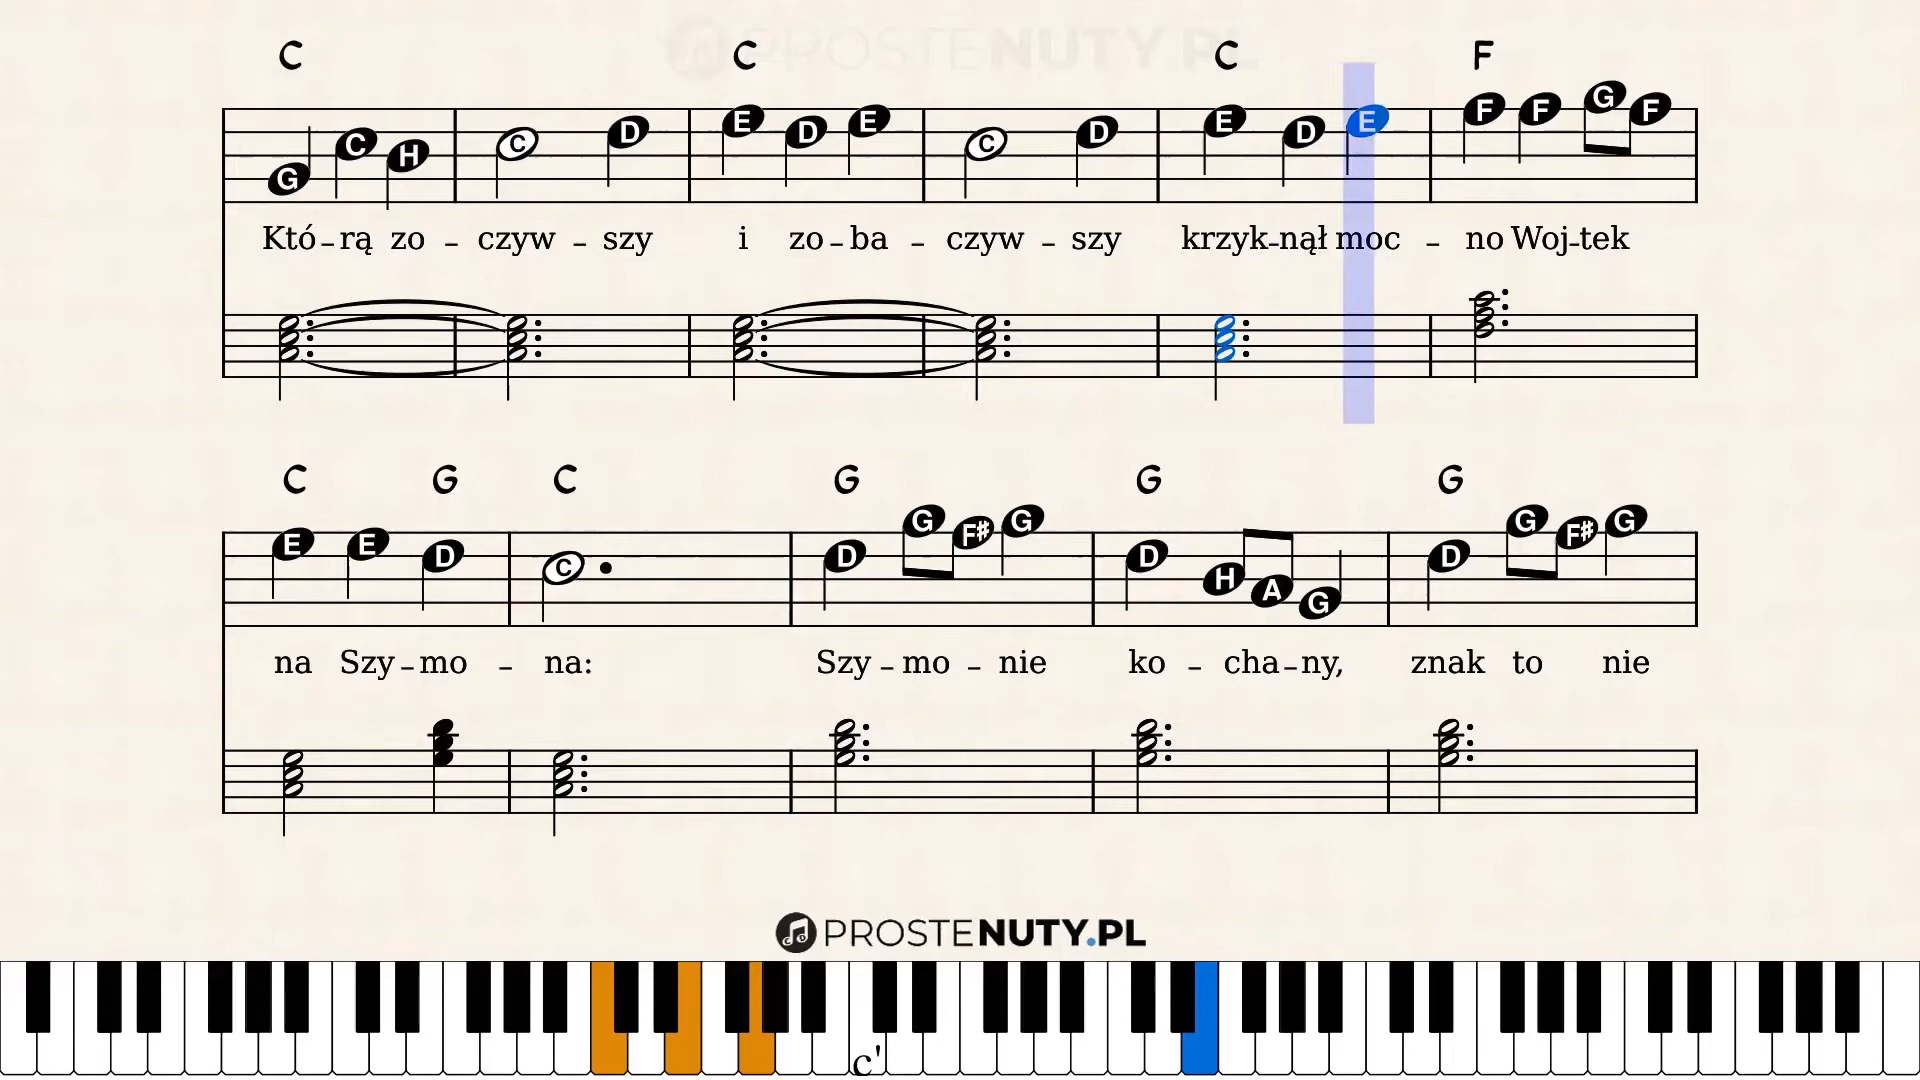 PROSTENUTY.PL
C C C F
G C H C D E D E C D E D E F F G F
Któ-rą zo - czyw - szy i zo-ba - czyw - szy krzyk-nął moc - no Woj-tek
C G C G G G
E E D C D G F# G D H A G D G F# G
na Szy-mo - na: Szy-mo - nie ko - cha-ny, znak to nie
PROSTENUTY.PL
c'